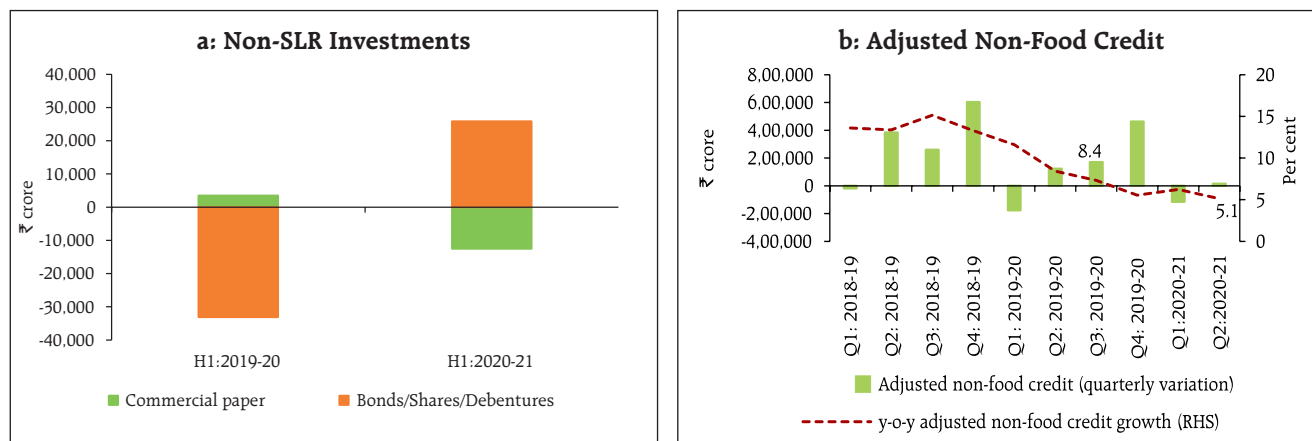 a: Non-SLR Investments
₹ crore
40,000
30,000
20,000
10,000
0
-10,000
-20,000
-30,000
-40,000
H1:2019-20
H1:2020-21
Commercial paper
Bonds/Shares/Debentures
b: Adjusted Non-Food Credit
₹ crore
8,00,000
6,00,000
4,00,000
2,00,000
0
-2,00,000
-4,00,000
20
15
10
5
0
Per cent
8.4
5.1
Q1: 2018-19
Q2: 2018-19
Q3: 2018-19
Q4: 2018-19
Q1: 2019-20
Q2: 2019-20
Q3: 2019-20
Q4: 2019-20
Q1:2020-21
Q2:2020-21
Adjusted non-food credit (quarterly variation)
y-o-y adjusted non-food credit growth (RHS)